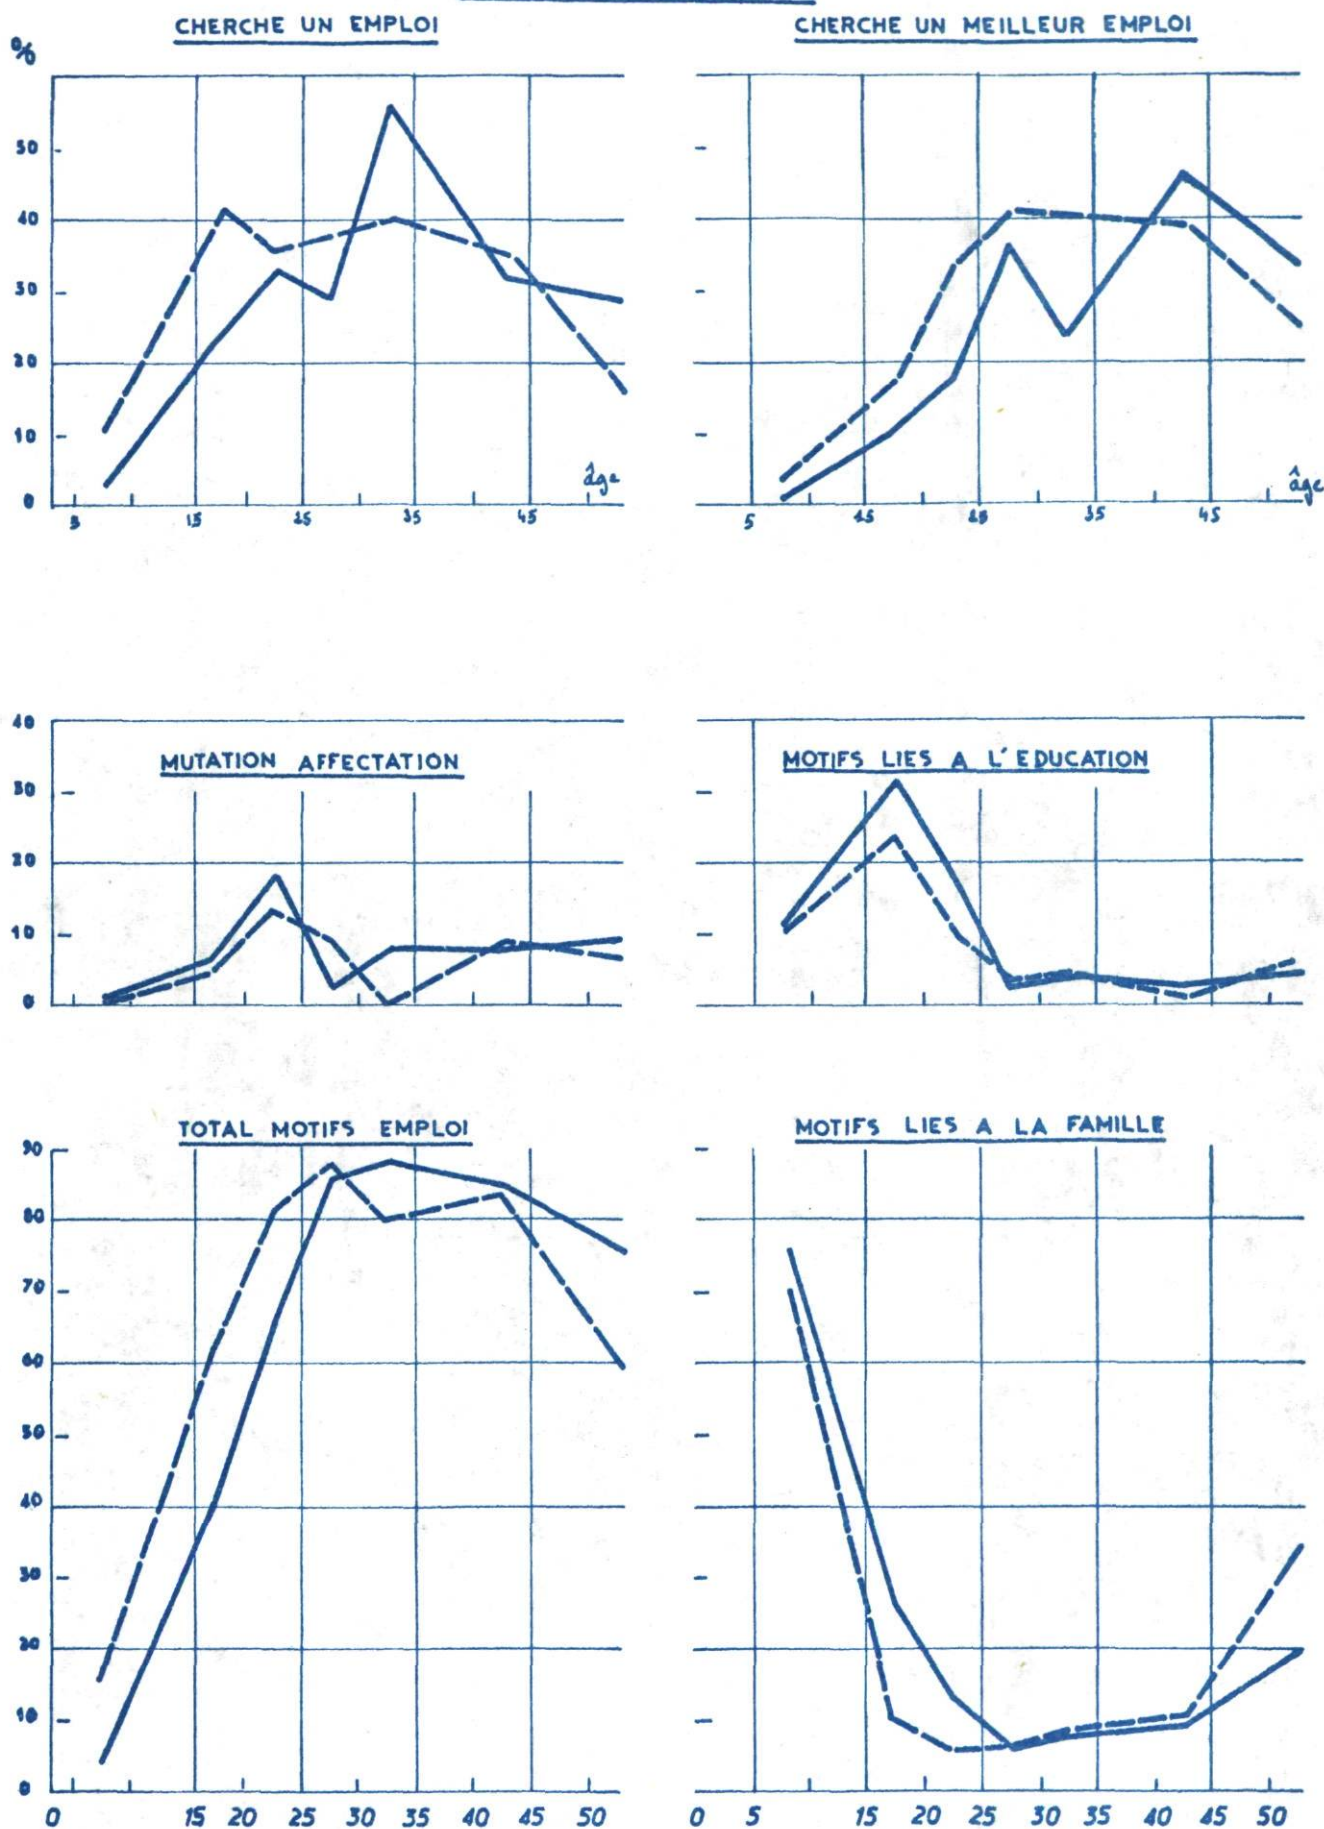 CHERCHE UN EMPLOI
CHERCHE UN MEILLEUR EMPLOI
%
50
40
30
20
10
0
âge
5 15 25 35 45
âge
5 15 25 35 45
40
30
20
10
0
MUTATION AFFECTATION
MOTIFS LIES A L'EDUCATION
TOTAL MOTIFS EMPLOI
MOTIFS LIES A LA FAMILLE
90
80
70
60
50
40
30
20
10
0
0 15 20 25 30 35 40 45 50
0 5 15 20 25 30 35 40 45 50